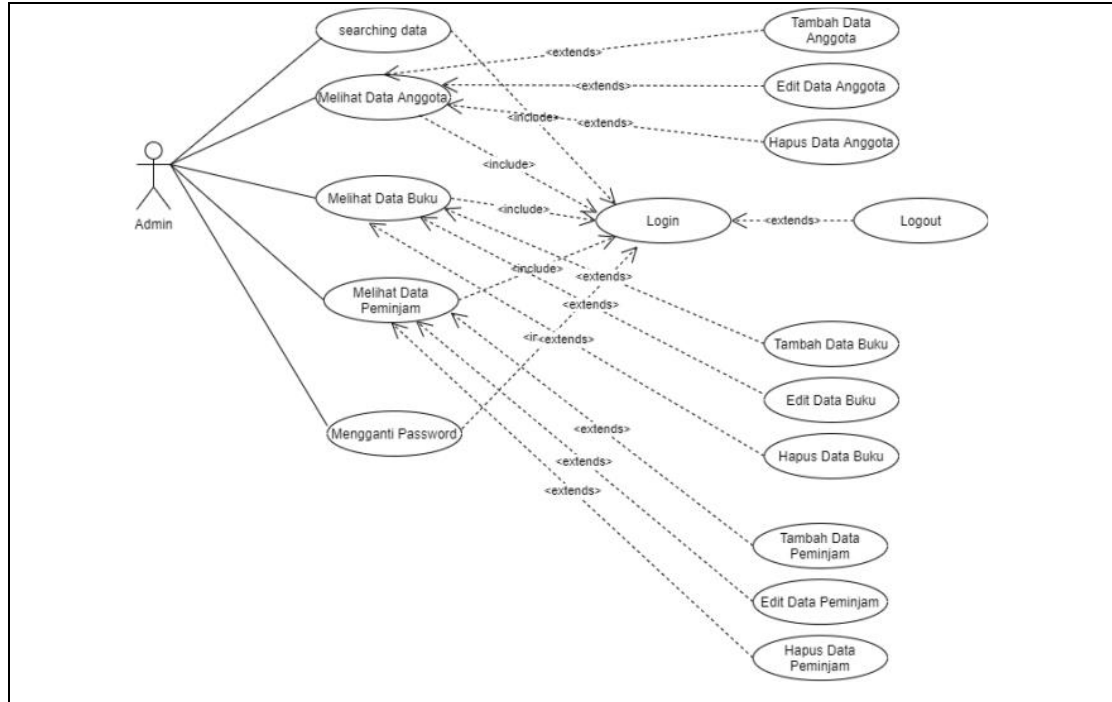 searching data
Tambah Data
Anggota
<extends>
Melihat Data Anggota
<extends>
Edit Data Anggota
<include>
<extends>
Hapus Data Anggota
<include>
Admin
Melihat Data Buku
<include>
Login
<extends>
Logout
Melihat Data
Peminjam
<include>
<extends>
<extends>
<extends>
Tambah Data Buku
Edit Data Buku
Mengganti Password
<extends>
Hapus Data Buku
<extends>
<extends>
Tambah Data
Peminjam
Edit Data Peminjam
Hapus Data
Peminjam